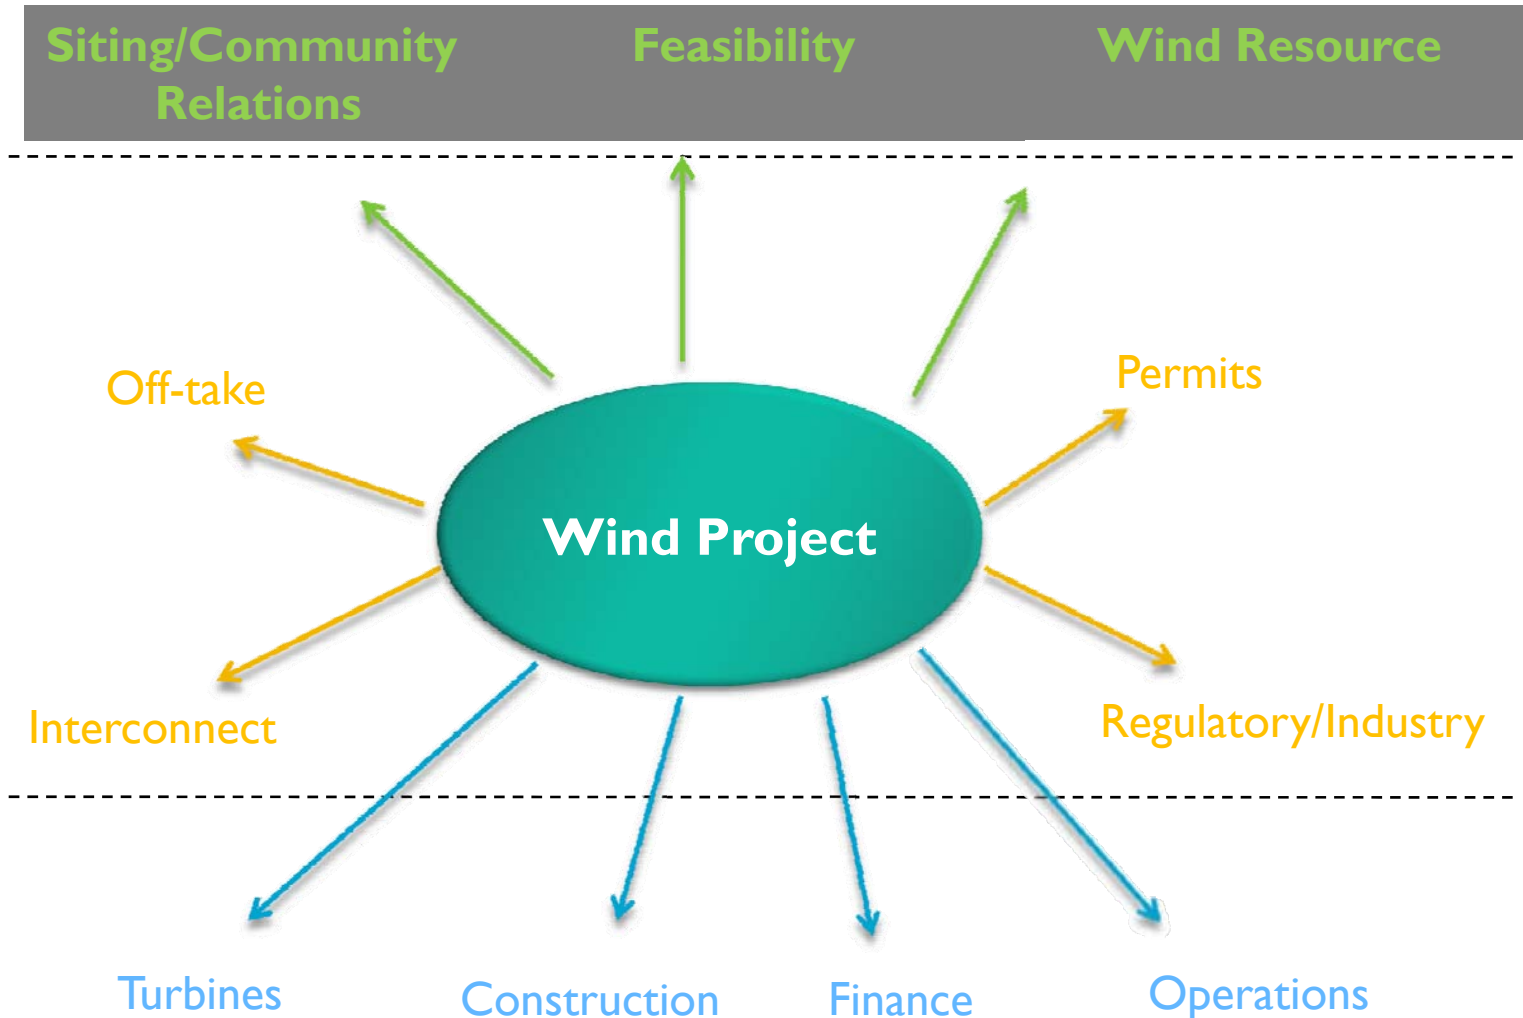 Siting/Community
Relations
Feasibility
Wind Resource
Off-take
Permits
Wind Project
Interconnect
Regulatory/Industry
Turbines
Construction
Finance
Operations